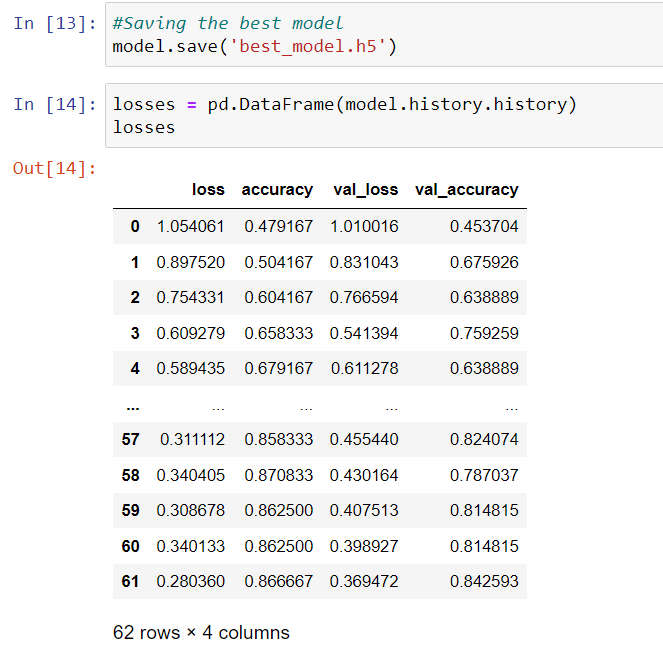 In [13]: #Saving the best model
model.save('best_model.h5')
In [14]: losses = pd.DataFrame(model.history.history)
losses
Out[14]:
loss accuracy val_loss val_accuracy
0 1.054061 0.479167 1.010016 0.453704
1 0.897520 0.504167 0.831043 0.675926
2 0.754331 0.604167 0.766594 0.638889
3 0.609279 0.658333 0.541394 0.759259
4 0.589435 0.679167 0.611278 0.638889
... ... ... ... ...
57 0.311112 0.858333 0.455440 0.824074
58 0.340405 0.870833 0.430164 0.787037
59 0.308678 0.862500 0.407513 0.814815
60 0.340133 0.862500 0.398927 0.814815
61 0.280360 0.866667 0.369472 0.842593
62 rows × 4 columns